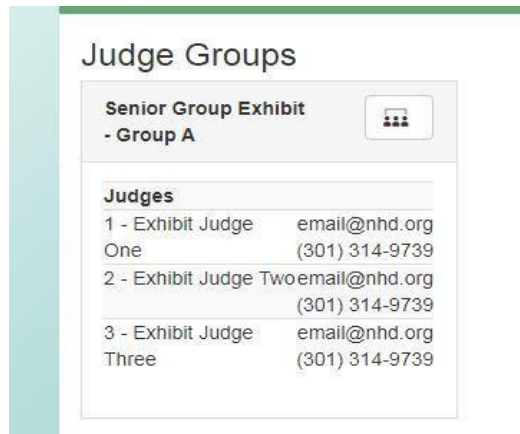 Judge Groups
Senior Group Exhibit
- Group A
Judges
1 - Exhibit Judge email@nhd.org
One (301) 314-9739
2 - Exhibit Judge Two email@nhd.org
(301) 314-9739
3 - Exhibit Judge email@nhd.org
Three (301) 314-9739